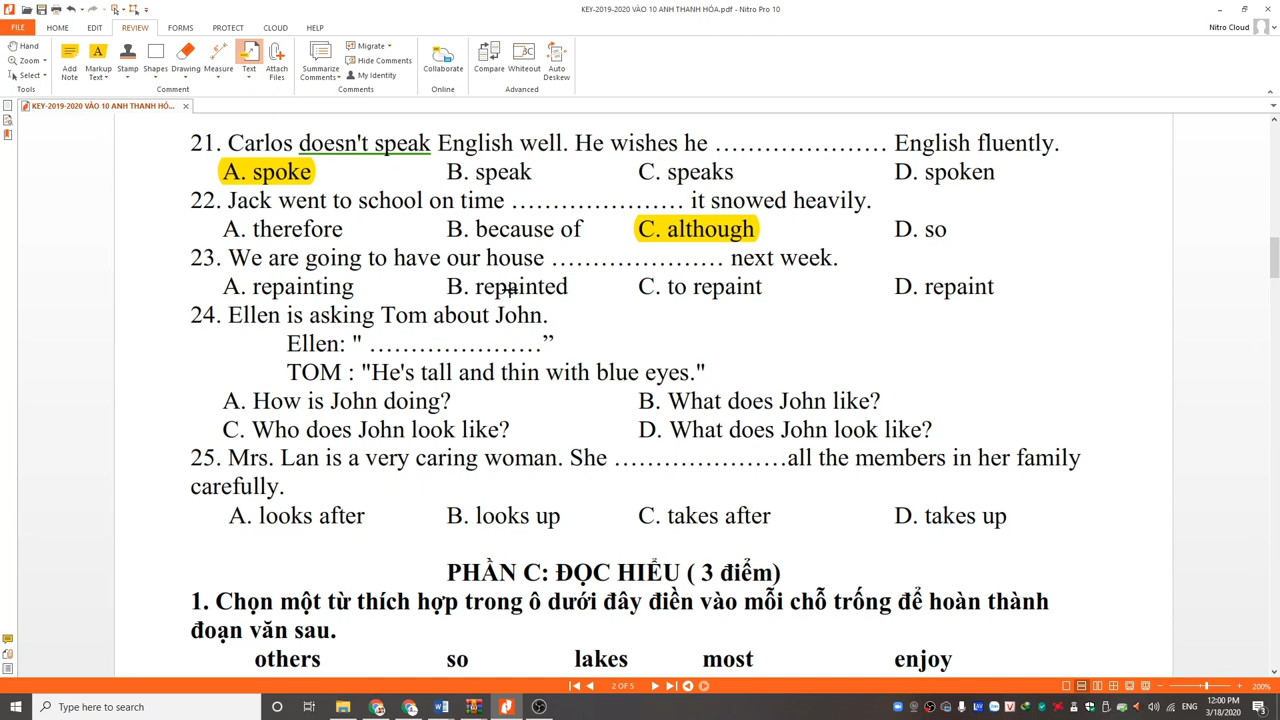 KEY-2019-2020 VÀO 10 ANH THANH HÓA.pdf - Nitro Pro 10
FILE HOME EDIT REVIEW FORMS PROTECT CLOUD HELP
Nitro Cloud
Hand
Zoom
Select
Tools
Add Note
Markup Text
Stamp
Shapes
Drawing
Measure
Text
Attach Files
Comment
Summarize Comments
Migrate
Hide Comments
My Identity
Comments
Collaborate
Online
Compare
Whiteout
Auto Deskew
Advanced
KEY-2019-2020 VÀO 10 ANH THANH HÓ...
21. Carlos doesn't speak English well. He wishes he ………………… English fluently.
A. spoke B. speak C. speaks D. spoken
22. Jack went to school on time ………………… it snowed heavily.
A. therefore B. because of C. although D. so
23. We are going to have our house ………………… next week.
A. repainting B. repainted C. to repaint D. repaint
24. Ellen is asking Tom about John.
Ellen: " …………………”
TOM : "He's tall and thin with blue eyes."
A. How is John doing? B. What does John like?
C. Who does John look like? D. What does John look like?
25. Mrs. Lan is a very caring woman. She …………………all the members in her family
carefully.
A. looks after B. looks up C. takes after D. takes up
PHẦN C: ĐỌC HIỂU ( 3 điểm)
1. Chọn một từ thích hợp trong ô dưới đây điền vào mỗi chỗ trống để hoàn thành
đoạn văn sau.
others so lakes most enjoy
2 OF 5
200%
Type here to search
ENG
12:00 PM
3/18/2020